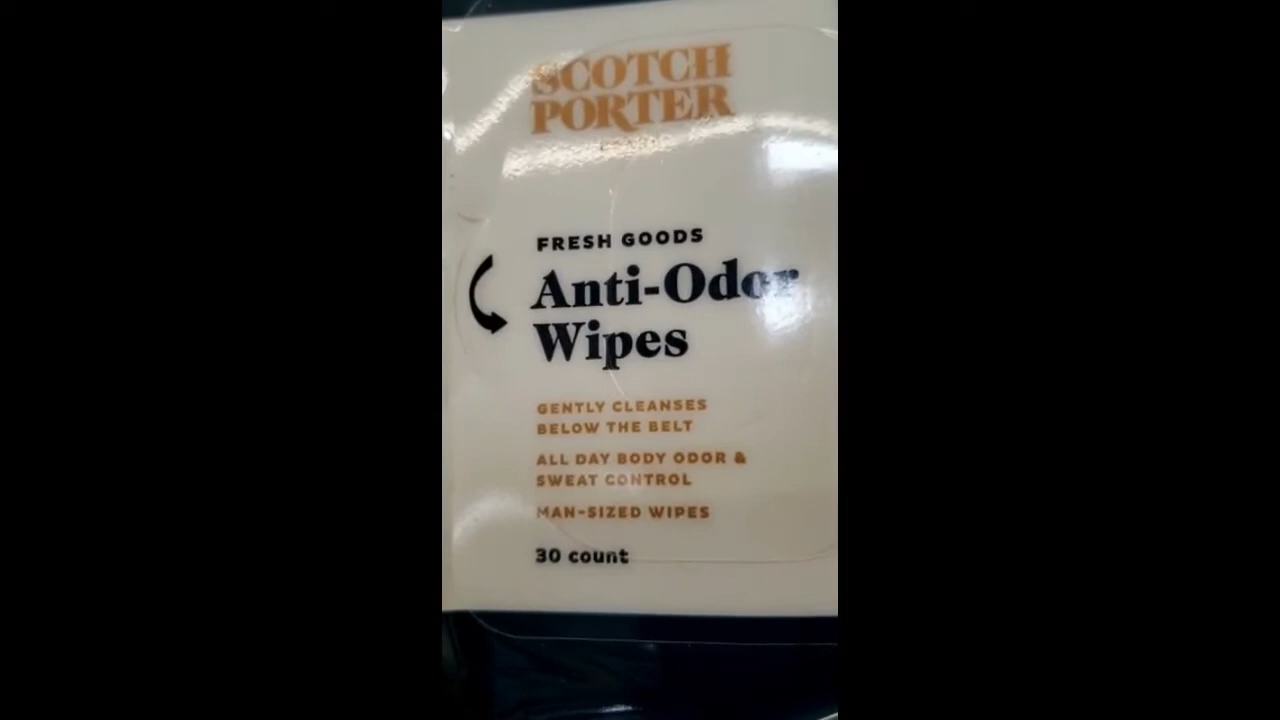 SCOTCH
PORTER
FRESH GOODS
Anti-Odor
Wipes
GENTLY CLEANSES
BELOW THE BELT
ALL DAY BODY ODOR &
SWEAT CONTROL
MAN-SIZED WIPES
30 count